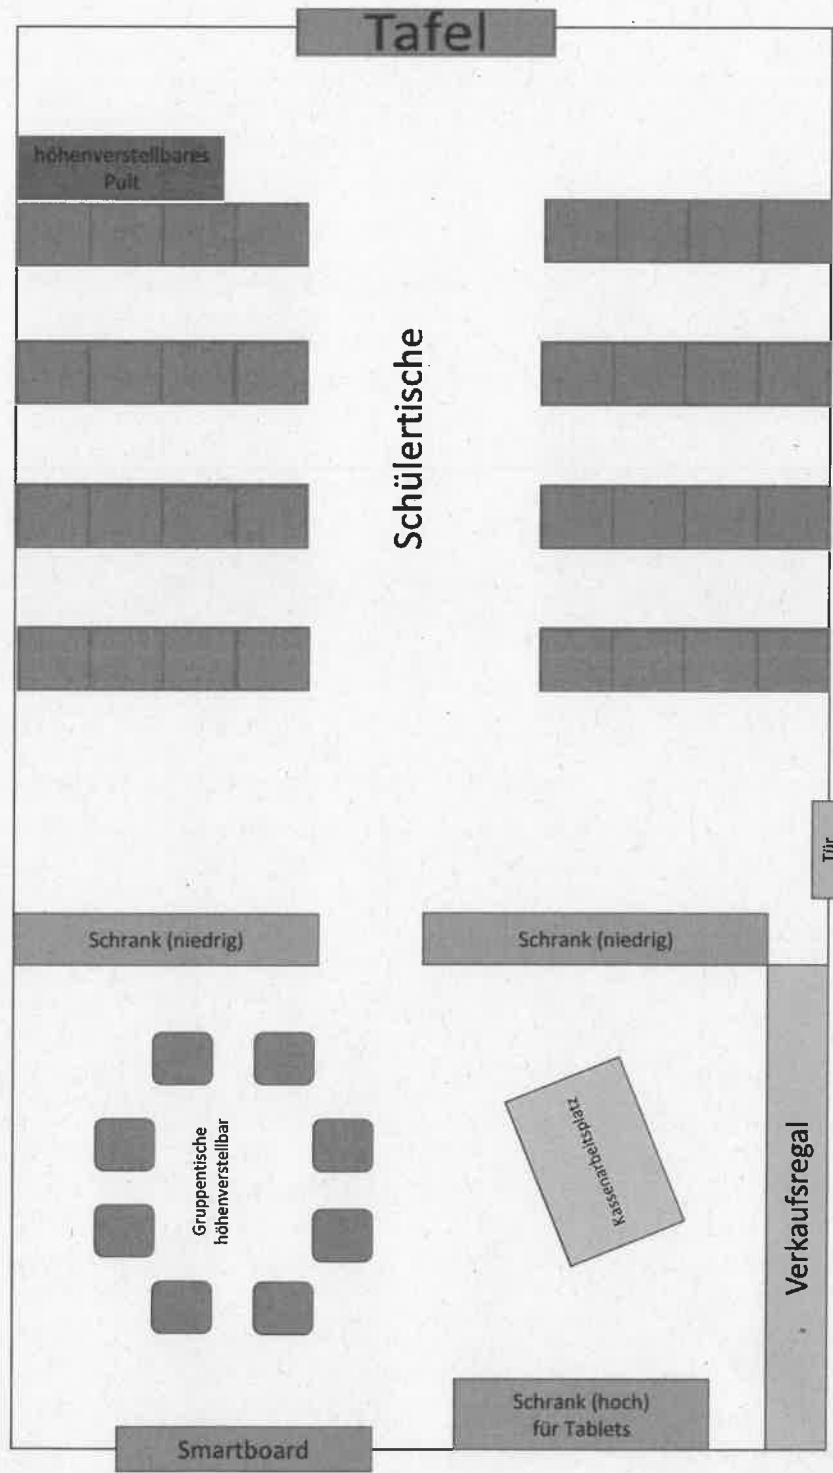 Tafel
höhenverstellbares
Pult
Schülertische
Tür
Schrank (niedrig)
Schrank (niedrig)
Gruppentische
höhenverstellbar
Kassenarbeitsplatz
Verkaufsregal
Schrank (hoch)
für Tablets
Smartboard